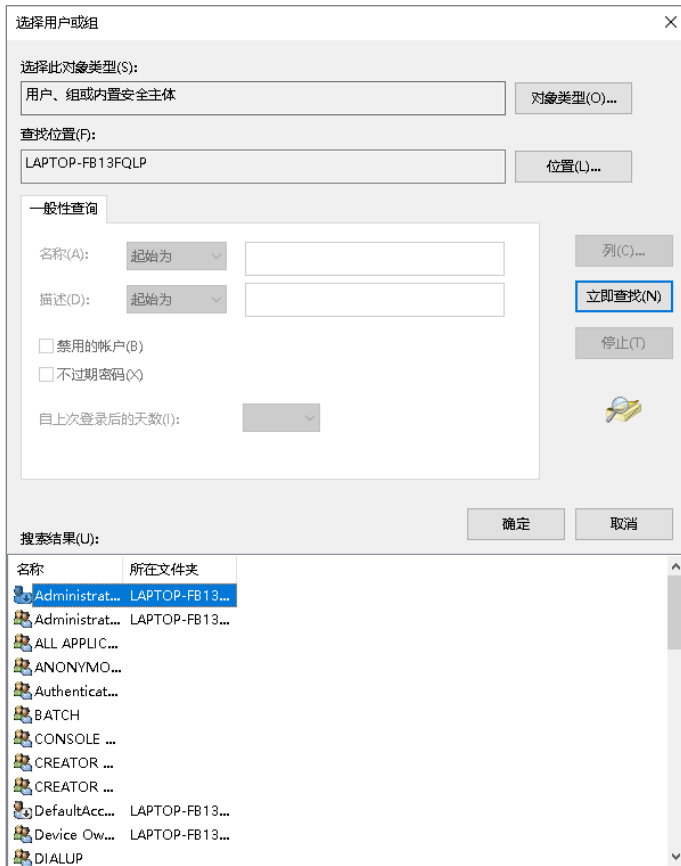 选择用户或组
选择此对象类型(S):
用户、组或内置安全主体
对象类型(O)...
查找位置(F):
LAPTOP-FB13FQLP
位置(L)...
一般性查询
名称(A):
起始为
列(C)...
描述(D):
起始为
立即查找(N)
禁用的帐户(B)
停止(T)
不过期密码(X)
自上次登录后的天数(I):
确定
取消
搜索结果(U):
名称 所在文件夹
Administrat... LAPTOP-FB13...
Administrat... LAPTOP-FB13...
ALL APPLIC...
ANONYMO...
Authenticat...
BATCH
CONSOLE ...
CREATOR ...
CREATOR ...
DefaultAcc... LAPTOP-FB13...
Device Ow... LAPTOP-FB13...
DIALUP